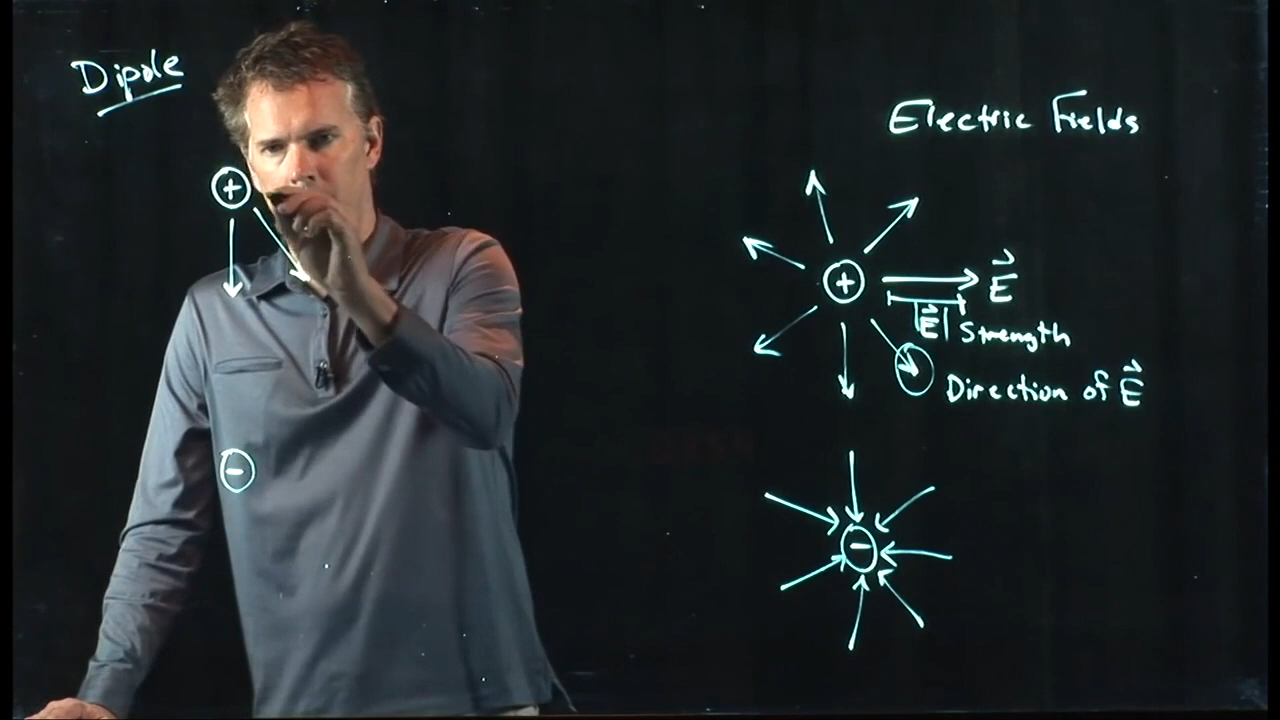 Dipole
+
-
Electric Fields
+
E⃗
|E⃗| Strength
Direction of E⃗
-